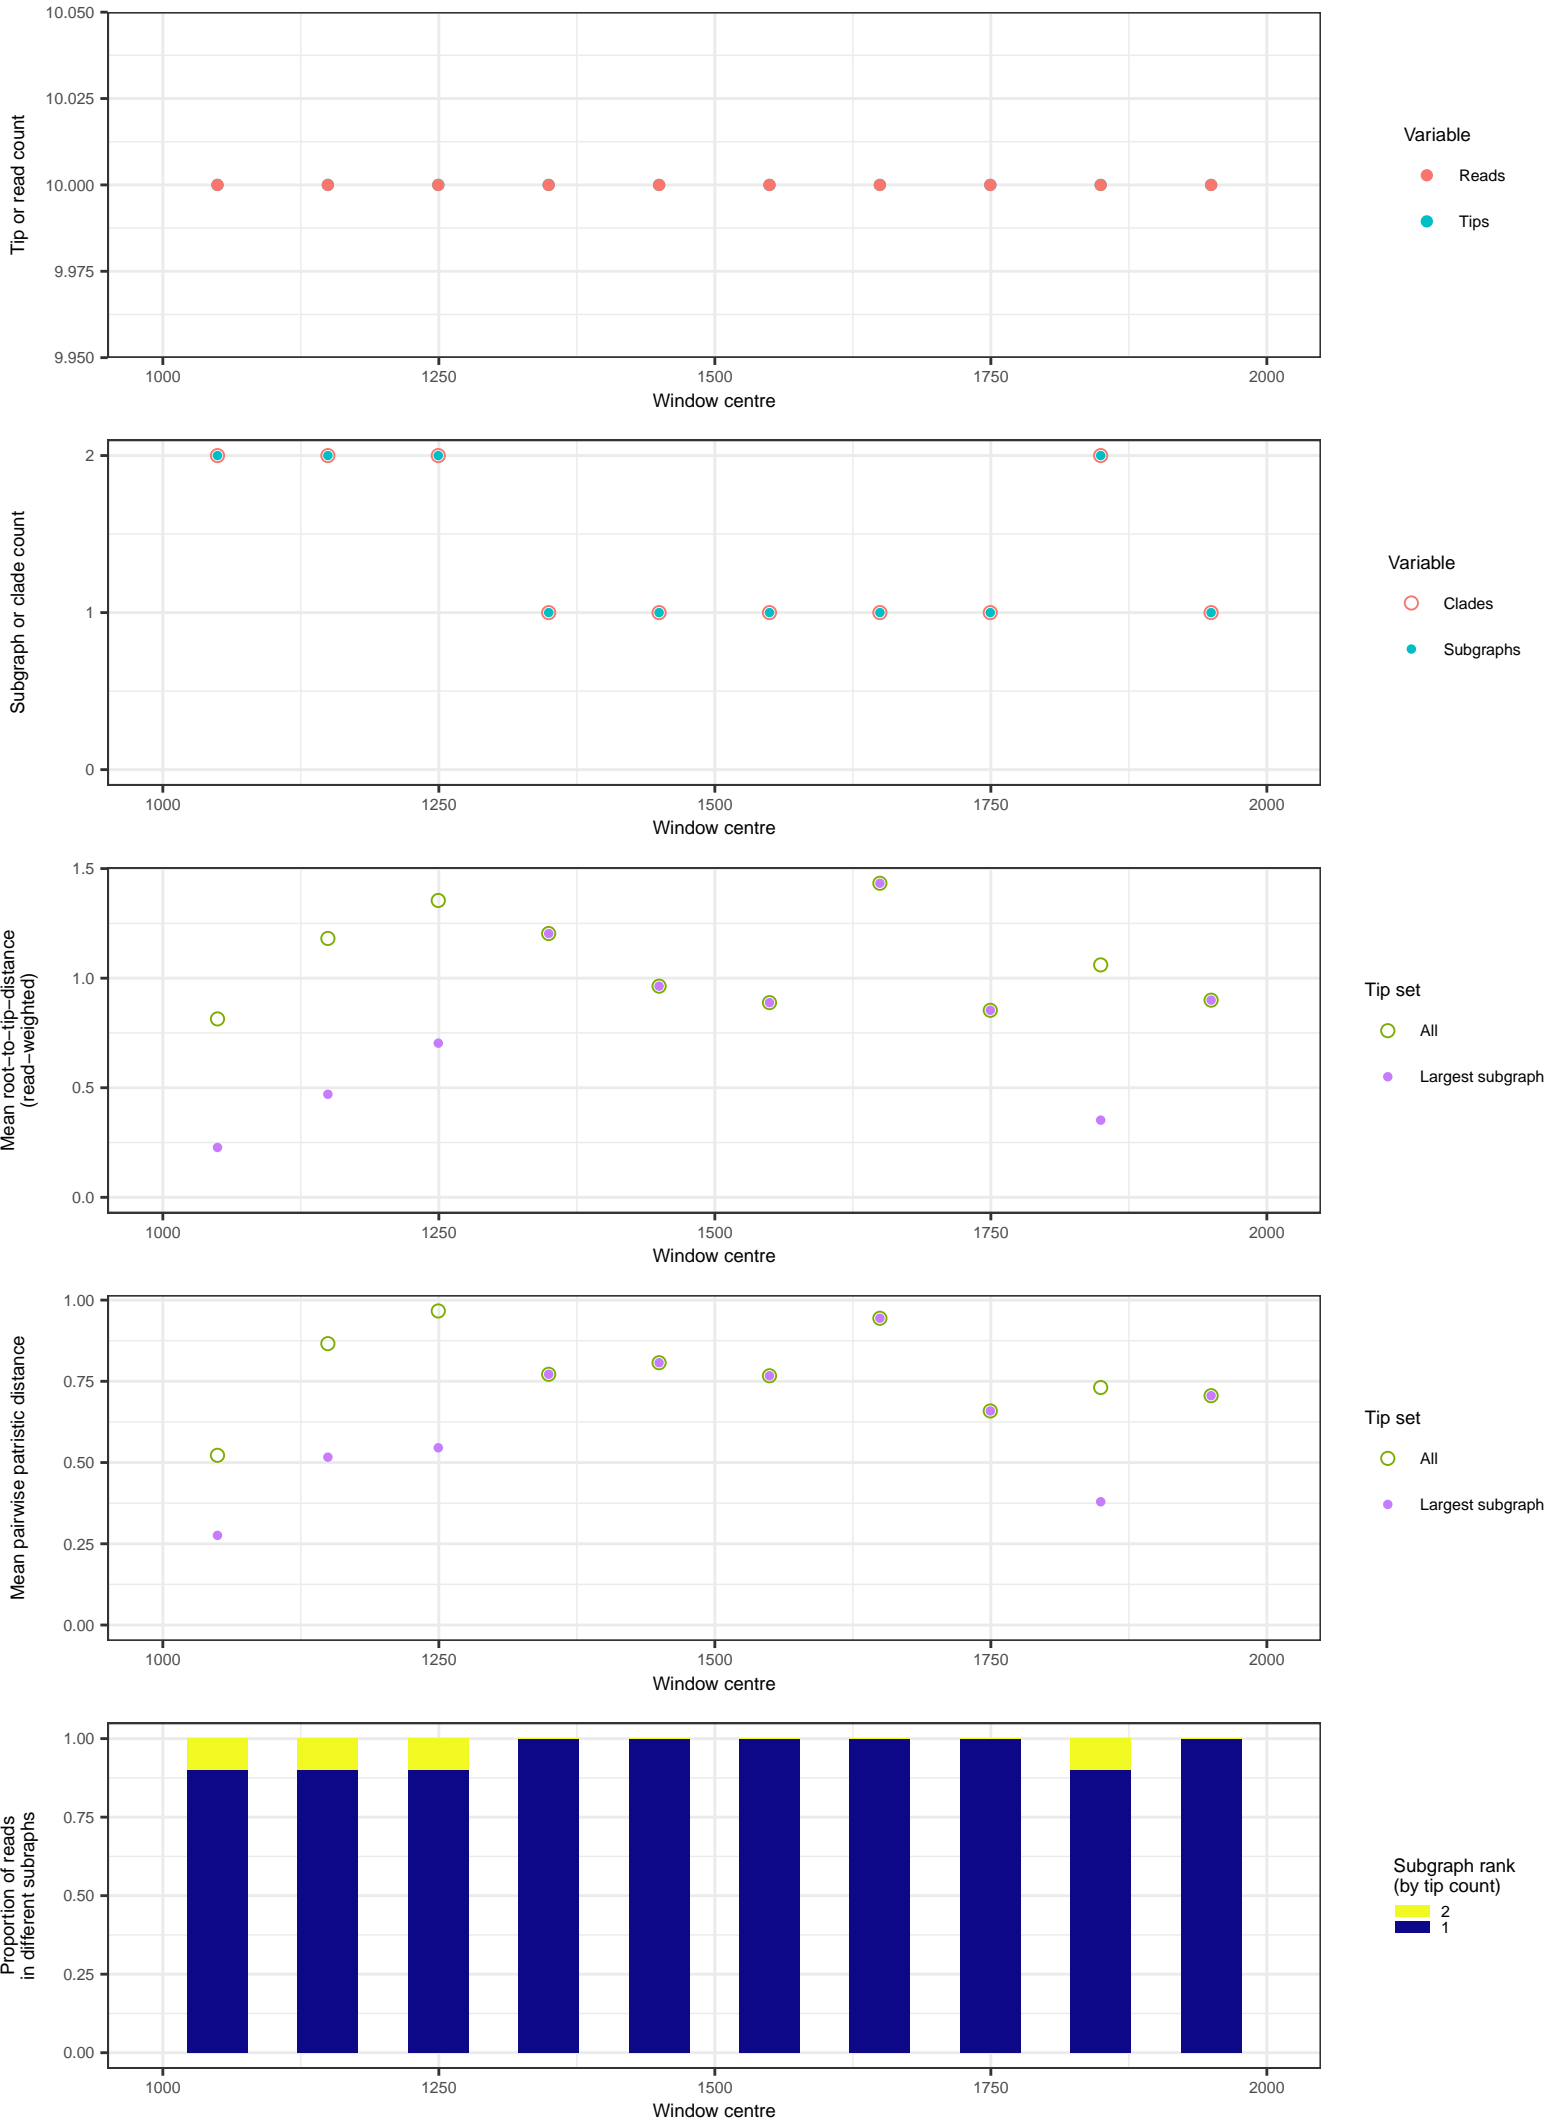 10.050
10.025
10.000
9.975
9.950
Tip or read count
1000 1250 1500 1750 2000
Window centre
Variable
Reads
Tips
2
1
0
Subgraph or clade count
1000 1250 1500 1750 2000
Window centre
Variable
Clades
Subgraphs
1.5
1.0
0.5
0.0
Mean root−to−tip−distance
(read−weighted)
1000 1250 1500 1750 2000
Window centre
Tip set
All
Largest subgraph
1.00
0.75
0.50
0.25
0.00
Mean pairwise patristic distance
1000 1250 1500 1750 2000
Window centre
Tip set
All
Largest subgraph
1.00
0.75
0.50
0.25
0.00
Proportion of reads
in different subraphs
1000 1250 1500 1750 2000
Window centre
Subgraph rank
(by tip count)
2
1